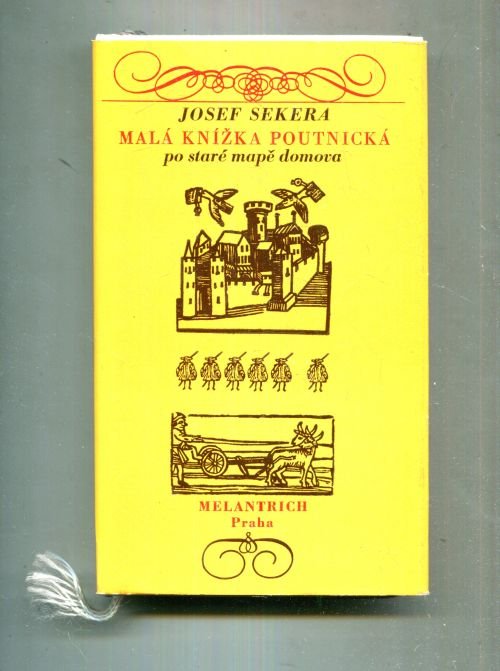 JOSEF SEKERA
MALÁ KNÍŽKA POUTNICKÁ
po staré mapě domova
MELANTRICH
Praha